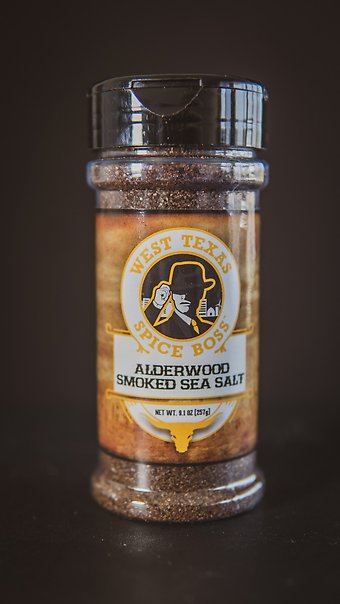 WEST TEXAS
SPICE BOSS
ALDERWOOD
SMOKED SEA SALT
NET WT. 9.1 OZ [257g]